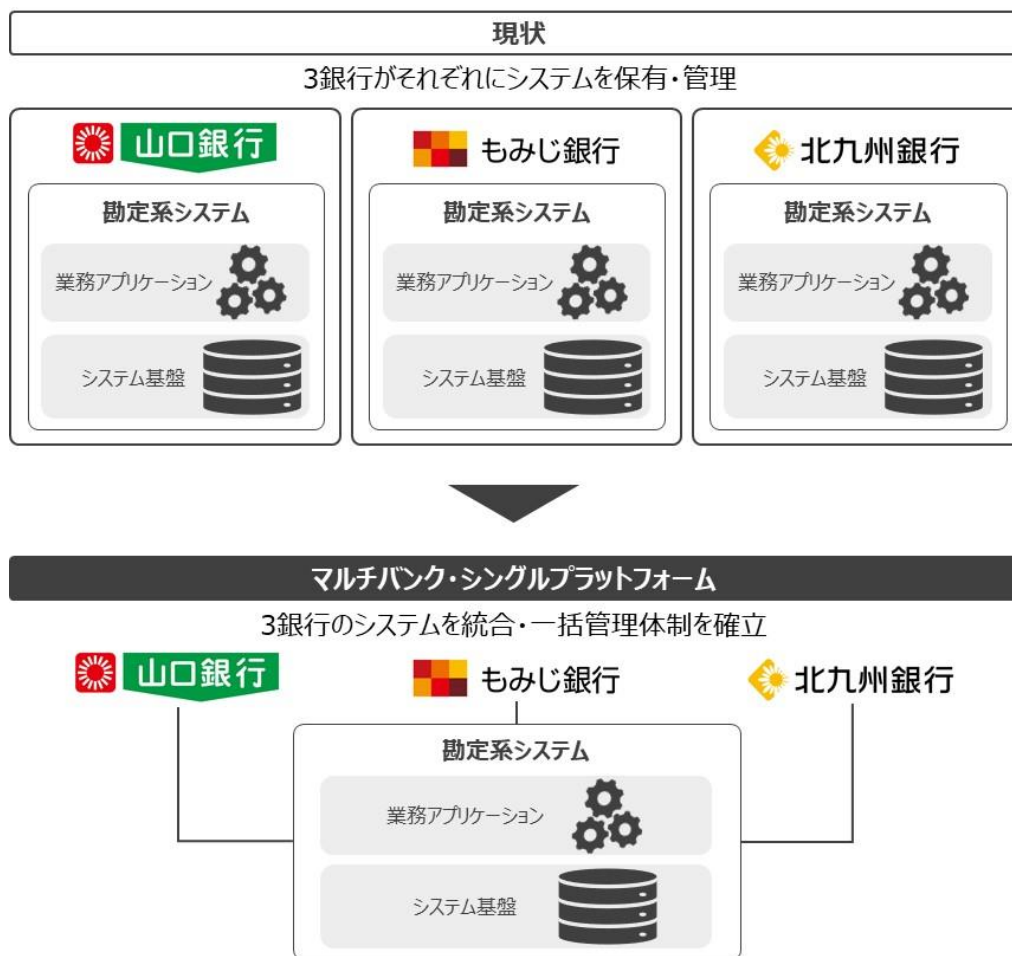 現状
3銀行がそれぞれにシステムを保有・管理
山口銀行
勘定系システム
業務アプリケーション
システム基盤
もみじ銀行
勘定系システム
業務アプリケーション
システム基盤
北九州銀行
勘定系システム
業務アプリケーション
システム基盤
マルチバンク・シングルプラットフォーム
3銀行のシステムを統合・一括管理体制を確立
山口銀行
もみじ銀行
北九州銀行
勘定系システム
業務アプリケーション
システム基盤